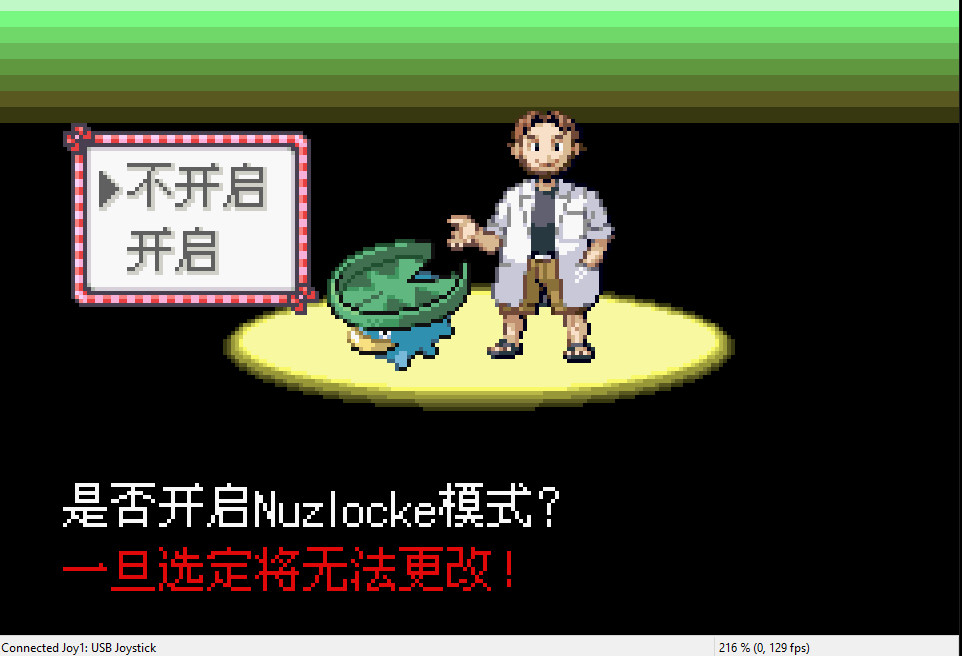 不开启
开启
是否开启Nuzlocke模式?
一旦选定将无法更改!
Connected Joy1: USB Joystick
216 % (0, 129 fps)